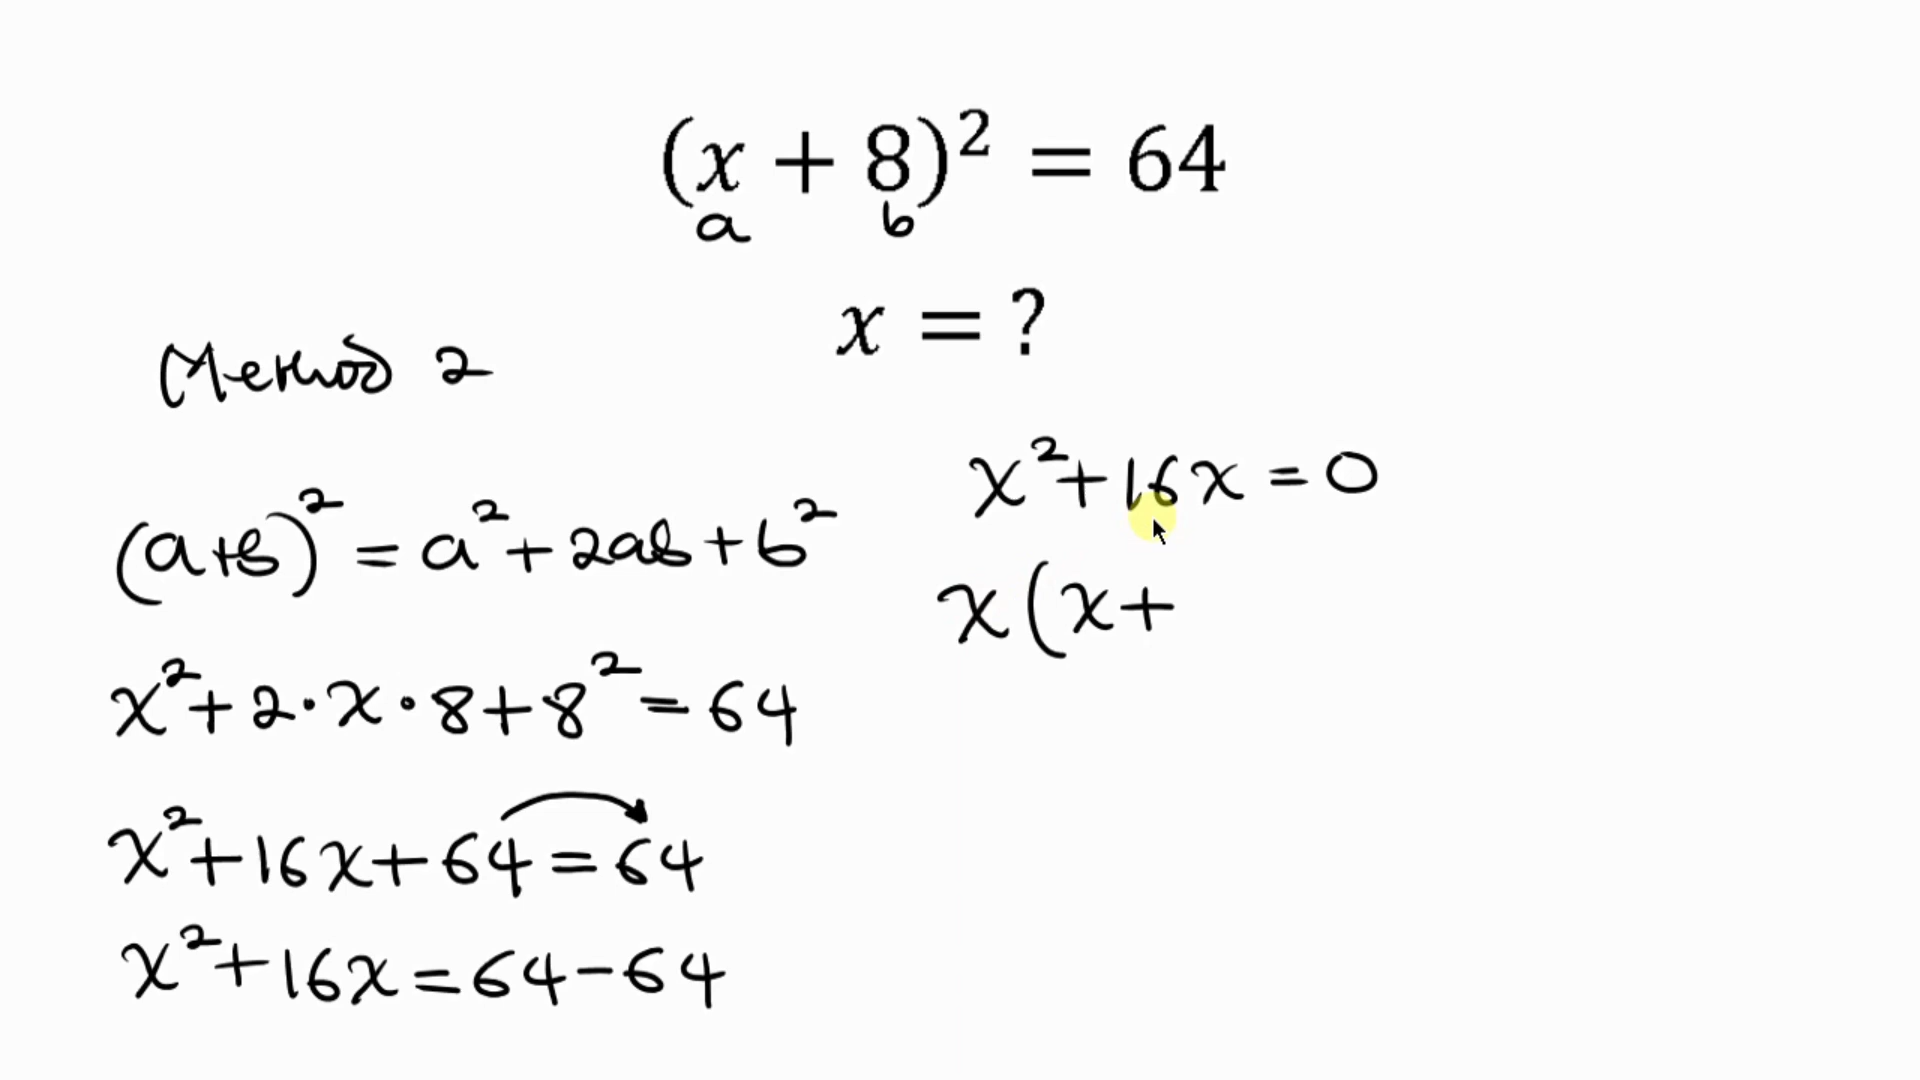 (x + 8)² = 64
a b
x = ?
Method 2
(a+b)² = a² + 2ab + b²
x² + 2·x·8 + 8² = 64
x² + 16x + 64 = 64
x² + 16x = 64 - 64
x² + 16x = 0
x(x +